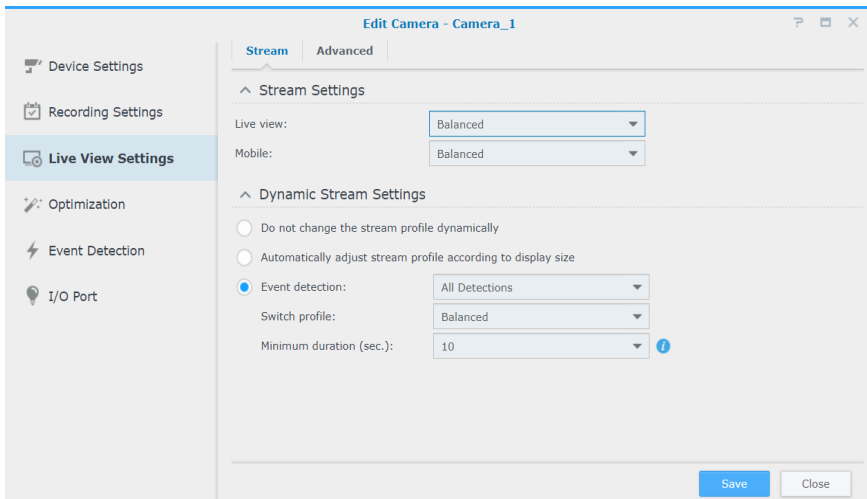 Edit Camera - Camera_1
Device Settings
Recording Settings
Live View Settings
Optimization
Event Detection
I/O Port
Stream Advanced
Stream Settings
Live view: Balanced
Mobile: Balanced
Dynamic Stream Settings
Do not change the stream profile dynamically
Automatically adjust stream profile according to display size
Event detection: All Detections
Switch profile: Balanced
Minimum duration (sec.): 10
Save Close